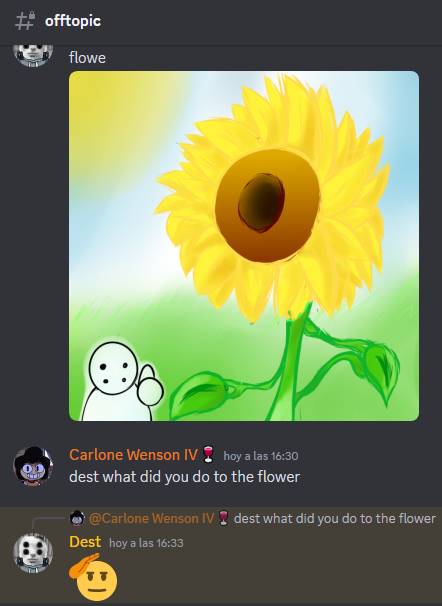 offtopic
flowe
Carlone Wenson IV🍷 hoy a las 16:30
dest what did you do to the flower
@Carlone Wenson IV🍷 dest what did you do to the flower
Dest hoy a las 16:33